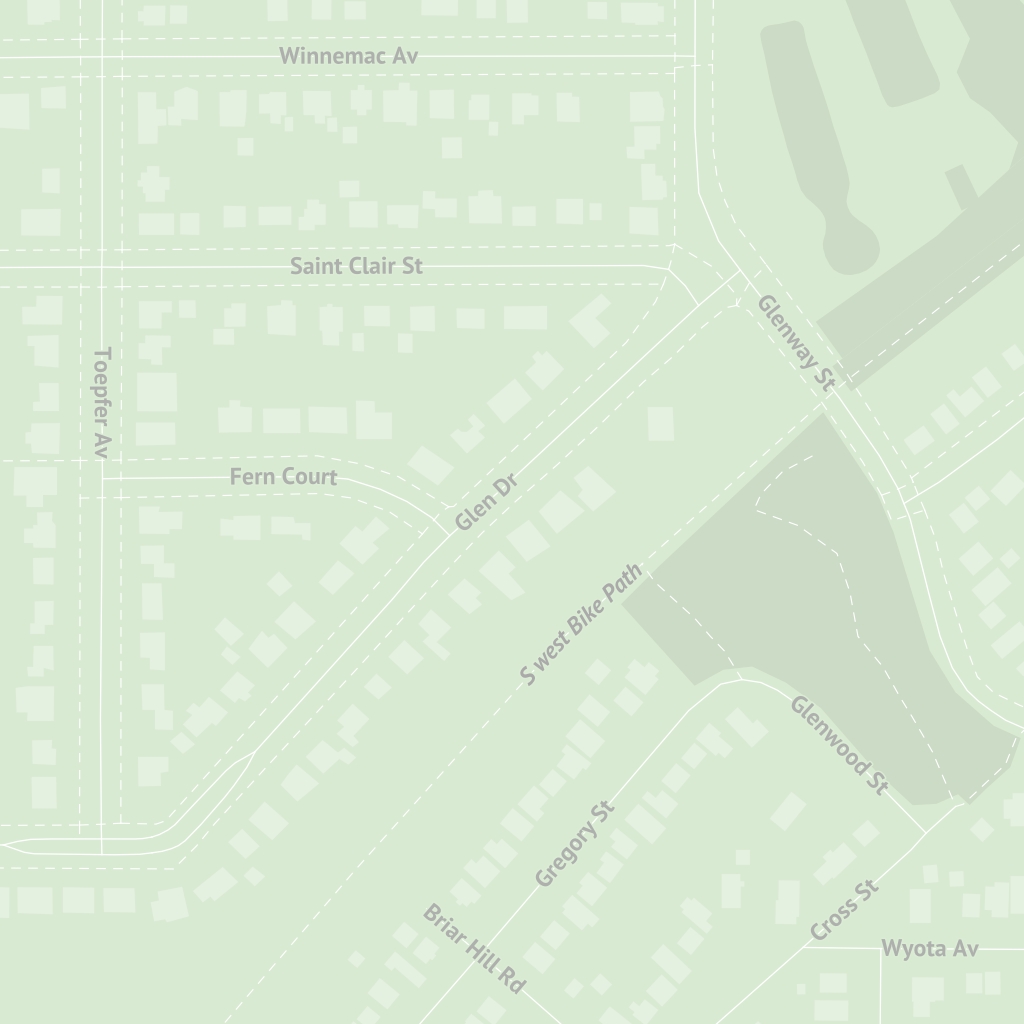 Winnemac Av
Saint Clair St
Glenway St
Toepfer Av
Fern Court
Glen Dr
S west Bike Path
Glenwood St
Gregory St
Cross St
Briar Hill Rd
Wyota Av